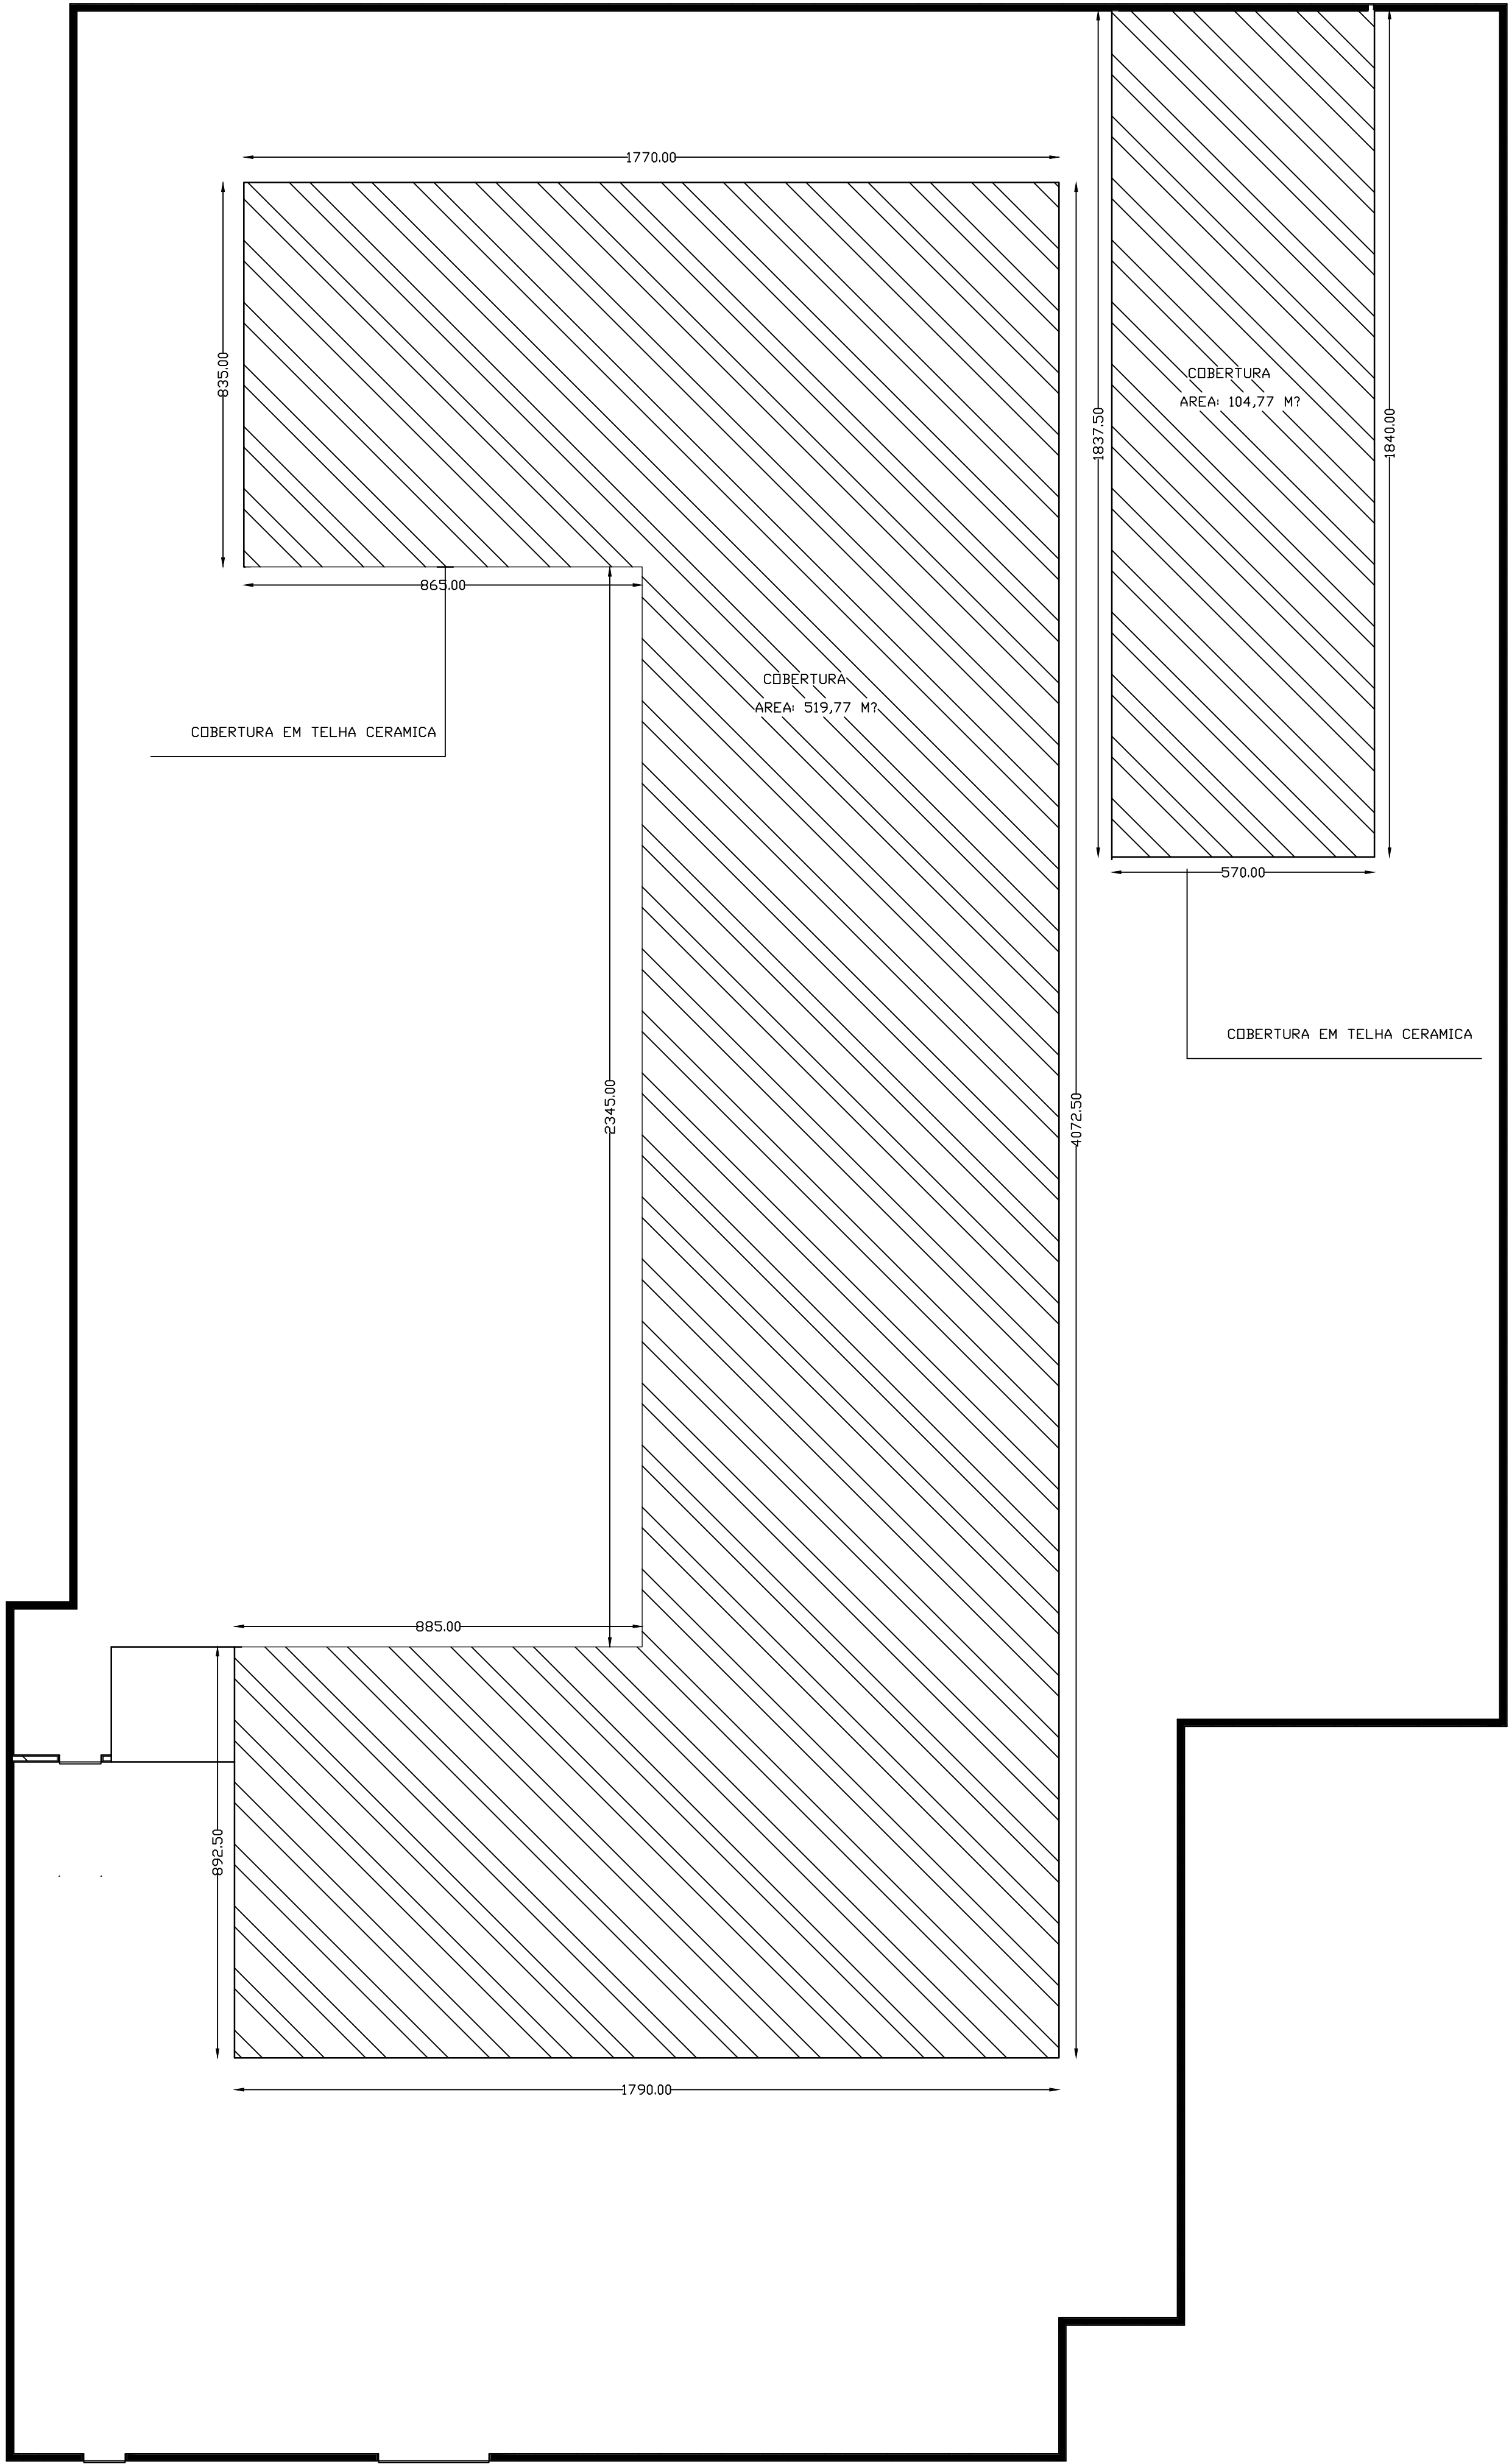 1770.00
835.00
COBERTURA
AREA: 104,77 M?
1837.50
1840.00
865.00
COBERTURA
AREA: 519,77 M?
COBERTURA EM TELHA CERAMICA
570.00
COBERTURA EM TELHA CERAMICA
2345.00
4072.50
885.00
892.50
1790.00